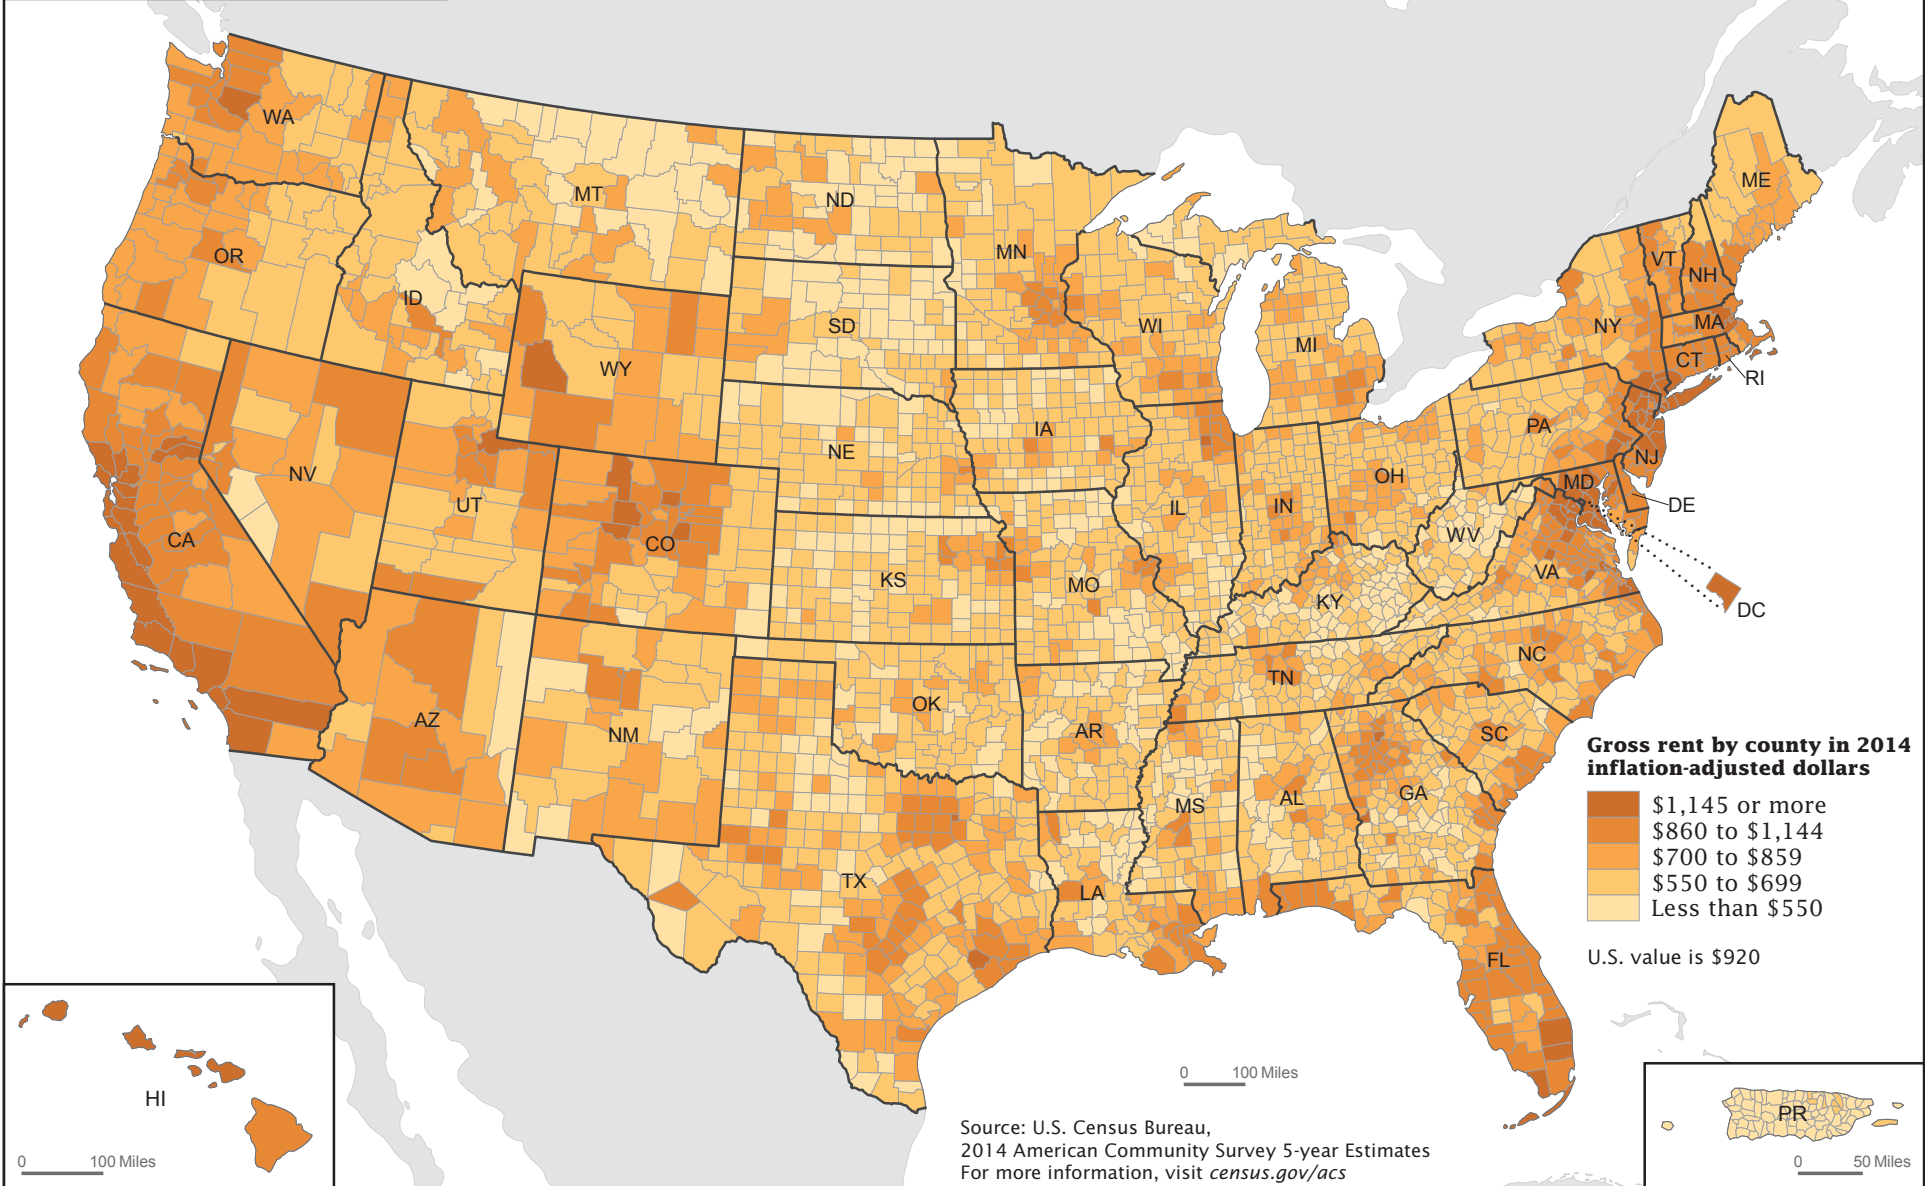 WA
MT
ND
MN
ME
OR
ID
SD
WI
MI
VT
NH
NY
MA
CT
RI
WY
NE
IA
PA
NJ
NV
UT
CO
IL
IN
OH
MD
DE
WV
CA
KS
MO
KY
VA
DC
AZ
NM
OK
AR
TN
NC
SC
TX
LA
MS
AL
GA
FL
HI
PR
Gross rent by county in 2014
inflation-adjusted dollars
$1,145 or more
$860 to $1,144
$700 to $859
$550 to $699
Less than $550
U.S. value is $920
0 100 Miles
0 100 Miles
0 50 Miles
Source: U.S. Census Bureau,
2014 American Community Survey 5-year Estimates
For more information, visit census.gov/acs